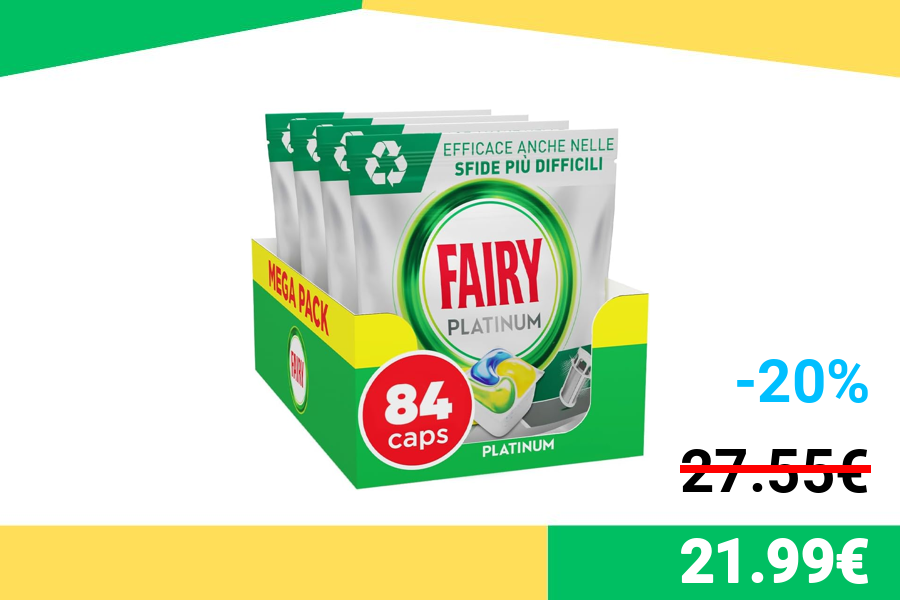 EFFICACE ANCHE NELLE
SFIDE PIÙ DIFFICILI
FAIRY
PLATINUM
MEGA PACK
FAIRY
84
caps
PLATINUM
-20%
27.55€
21.99€